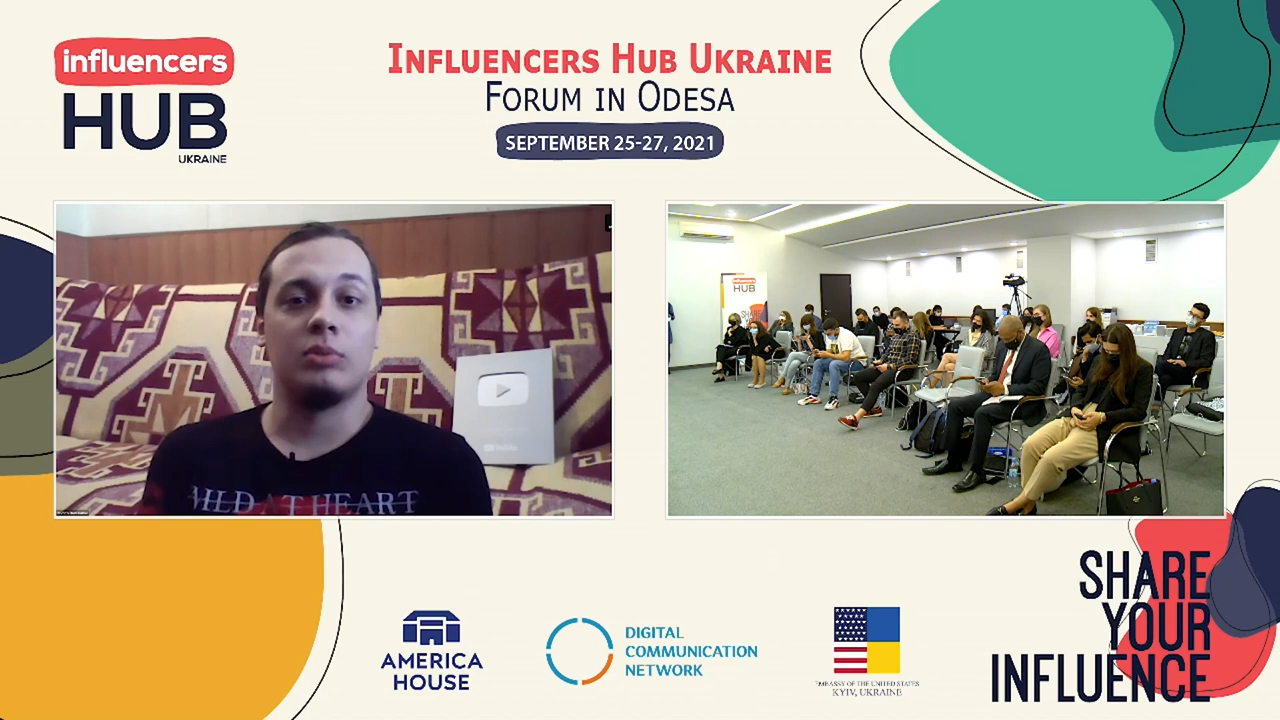 influencers
HUB
UKRAINE
INFLUENCERS HUB UKRAINE
FORUM IN ODESA
SEPTEMBER 25-27, 2021
HUB
AT HEART
AMERICA
HOUSE
DIGITAL
COMMUNICATION
NETWORK
EMBASSY OF THE UNITED STATES
KYIV, UKRAINE
SHARE
YOUR
INFLUENCE